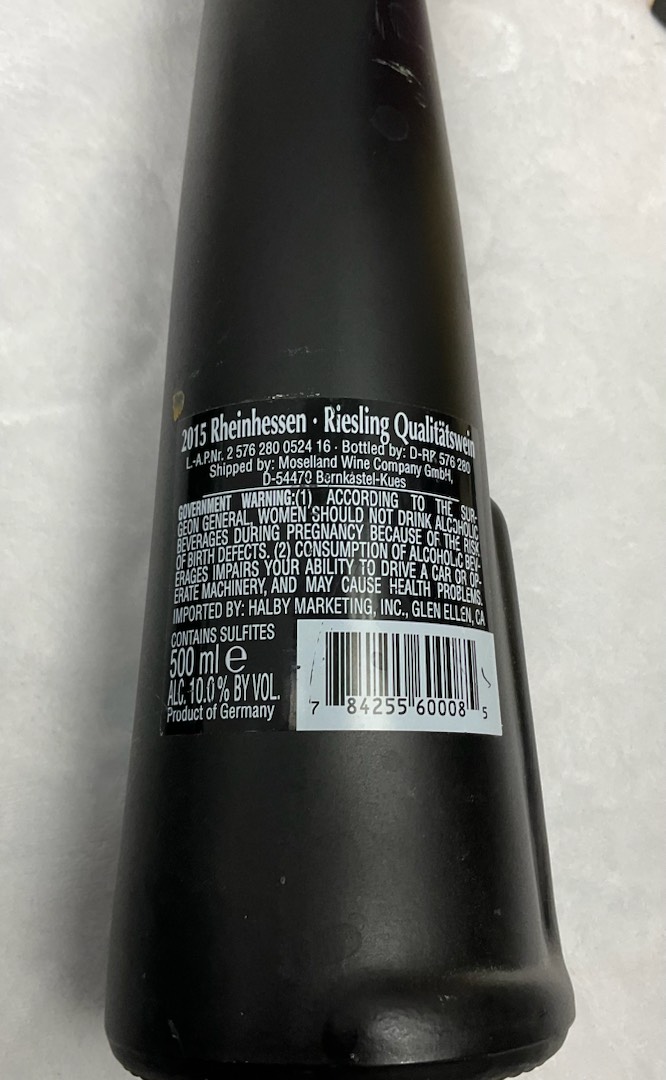 2015 Rheinhessen · Riesling Qualitätswein
L.-A.P.Nr. 2 576 280 0524 16 · Bottled by: D-RP. 576 280
Shipped by: Moselland Wine Company GmbH,
D-54470 Bernkastel-Kues
GOVERNMENT WARNING:(1) ACCORDING TO THE SUR-
GEON GENERAL, WOMEN SHOULD NOT DRINK ALCOHOLIC
BEVERAGES DURING PREGNANCY BECAUSE OF THE RISK
OF BIRTH DEFECTS. (2) CONSUMPTION OF ALCOHOLIC BEV-
ERAGES IMPAIRS YOUR ABILITY TO DRIVE A CAR OR OP-
ERATE MACHINERY, AND MAY CAUSE HEALTH PROBLEMS.
IMPORTED BY: HALBY MARKETING, INC., GLEN ELLEN, CA
CONTAINS SULFITES
500 ml e
ALC. 10.0% BY VOL.
Product of Germany
7 84255 60008 5